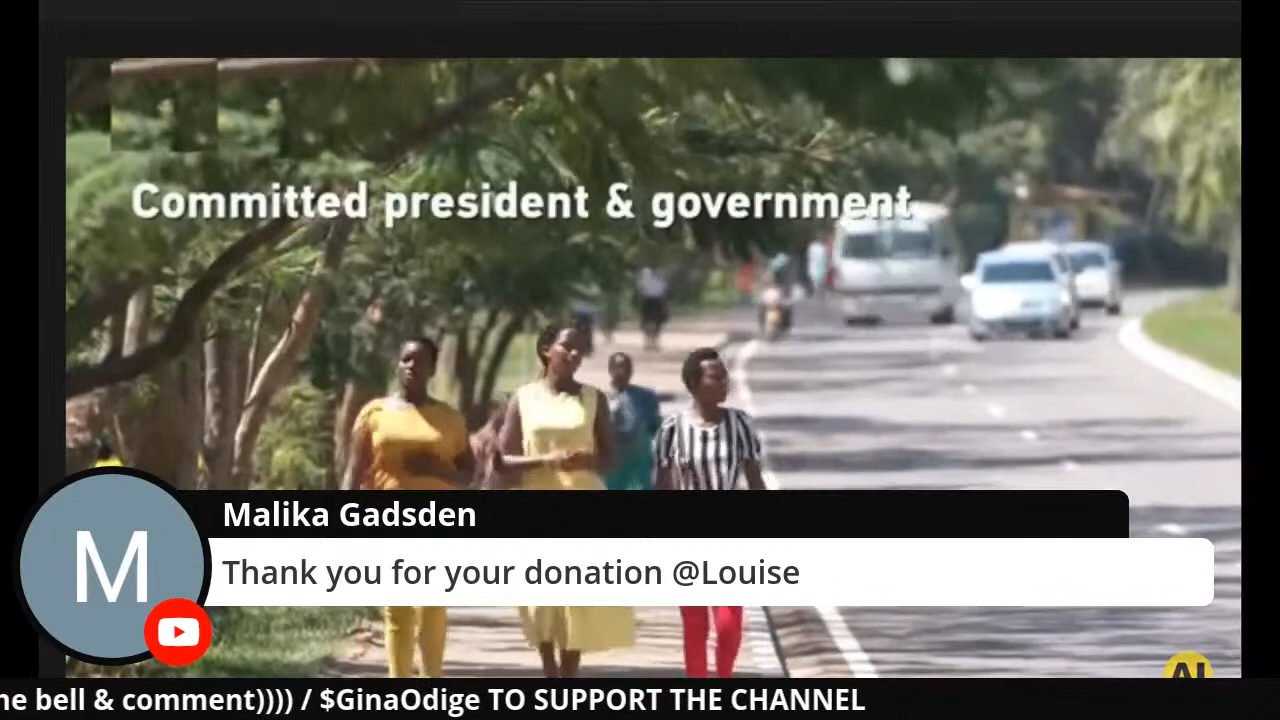 Committed president & government
M
Malika Gadsden
Thank you for your donation @Louise
AI
he bell & comment)))) / $GinaOdige TO SUPPORT THE CHANNEL